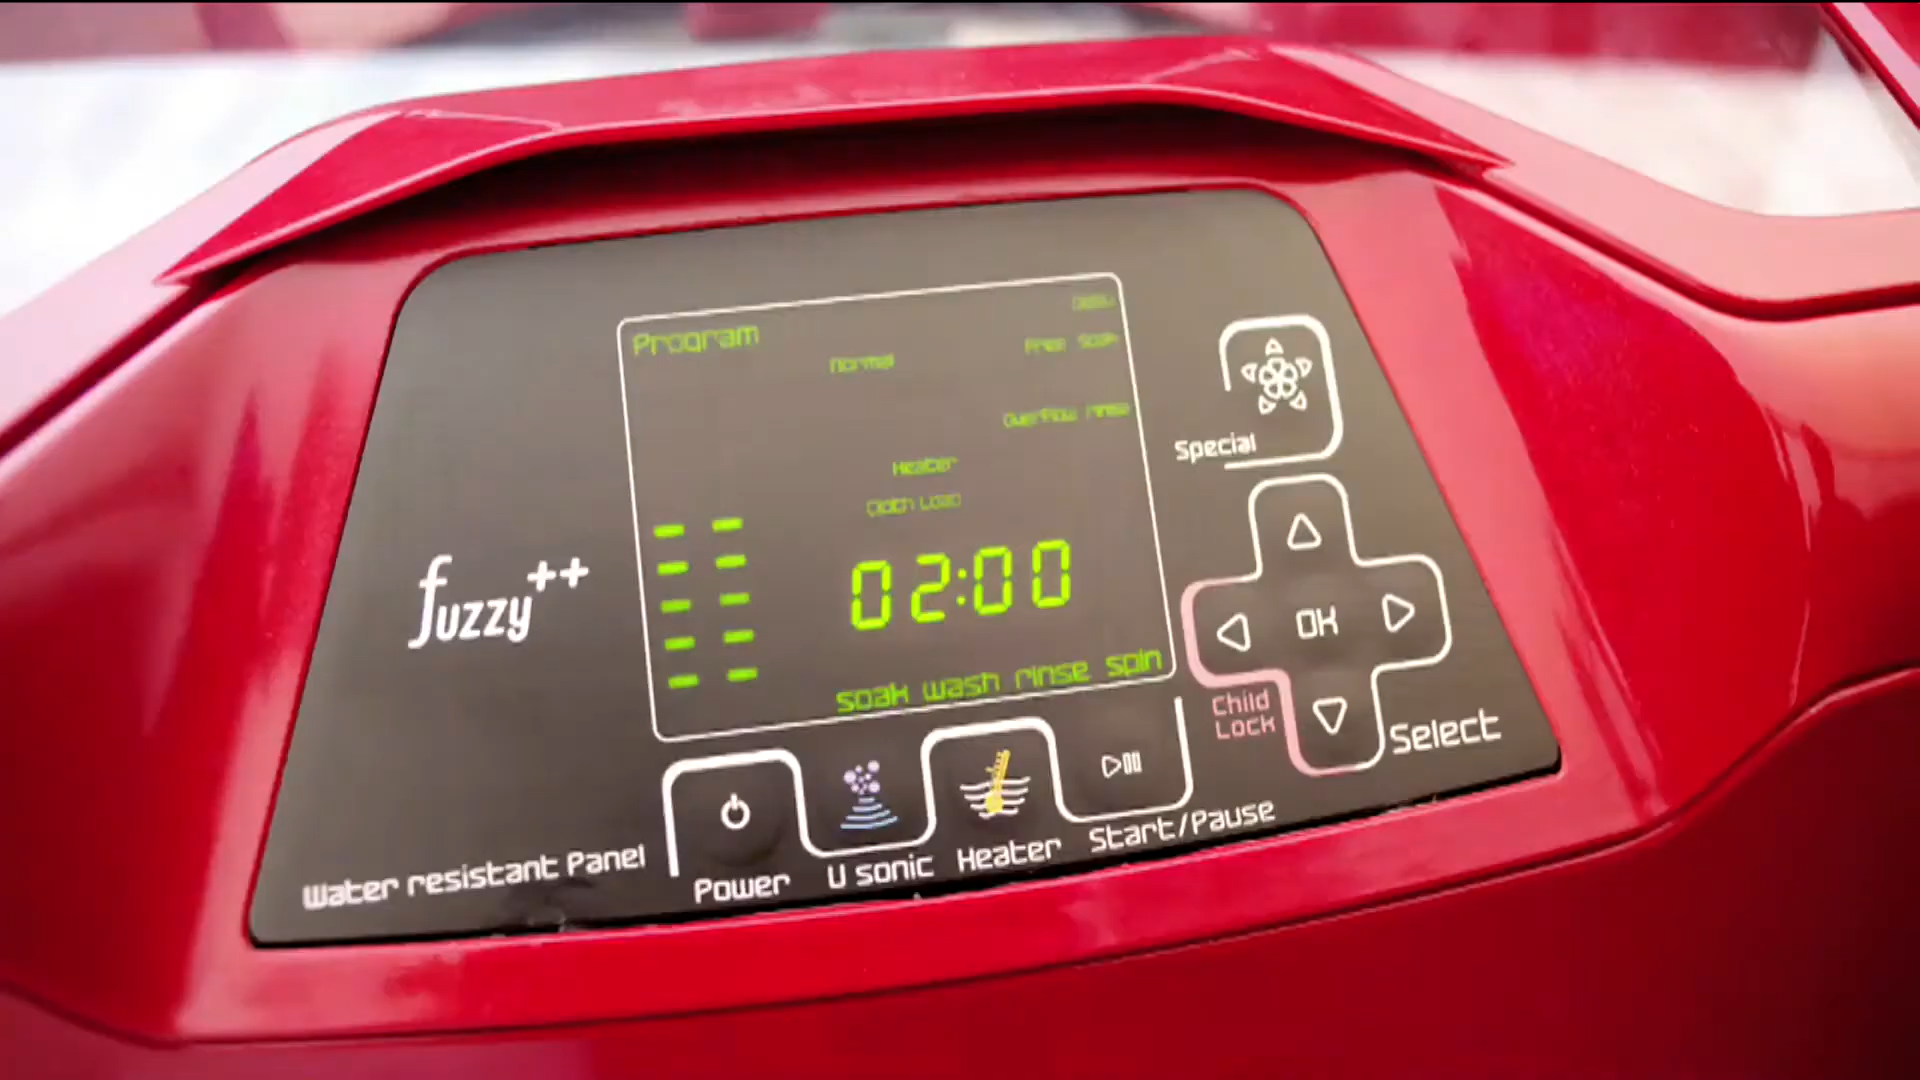 Program
Normal
Free Soak
Overflow rinse
Heater
Cloth Load
02:00
soak wash rinse spin
fuzzy++
Special
OK
Child
Lock
Select
Water resistant Panel
Power
U sonic
Heater
Start/Pause